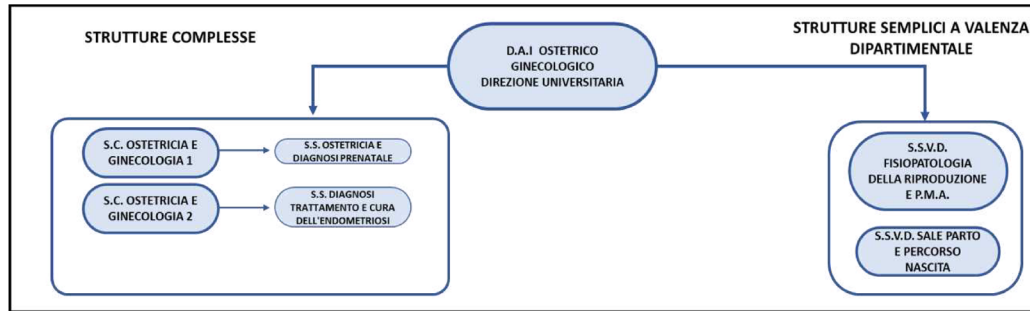 STRUTTURE COMPLESSE
D.A.I OSTETRICO
GINECOLOGICO
DIREZIONE UNIVERSITARIA
STRUTTURE SEMPLICI A VALENZA
DIPARTIMENTALE
S.C. OSTETRICIA E
GINECOLOGIA 1
S.S. OSTETRICIA E
DIAGNOSI PRENATALE
S.C. OSTETRICIA E
GINECOLOGIA 2
S.S. DIAGNOSI
TRATTAMENTO E CURA
DELL'ENDOMETRIOSI
S.S.V.D.
FISIOPATOLOGIA
DELLA RIPRODUZIONE
E P.M.A.
S.S.V.D. SALE PARTO
E PERCORSO
NASCITA